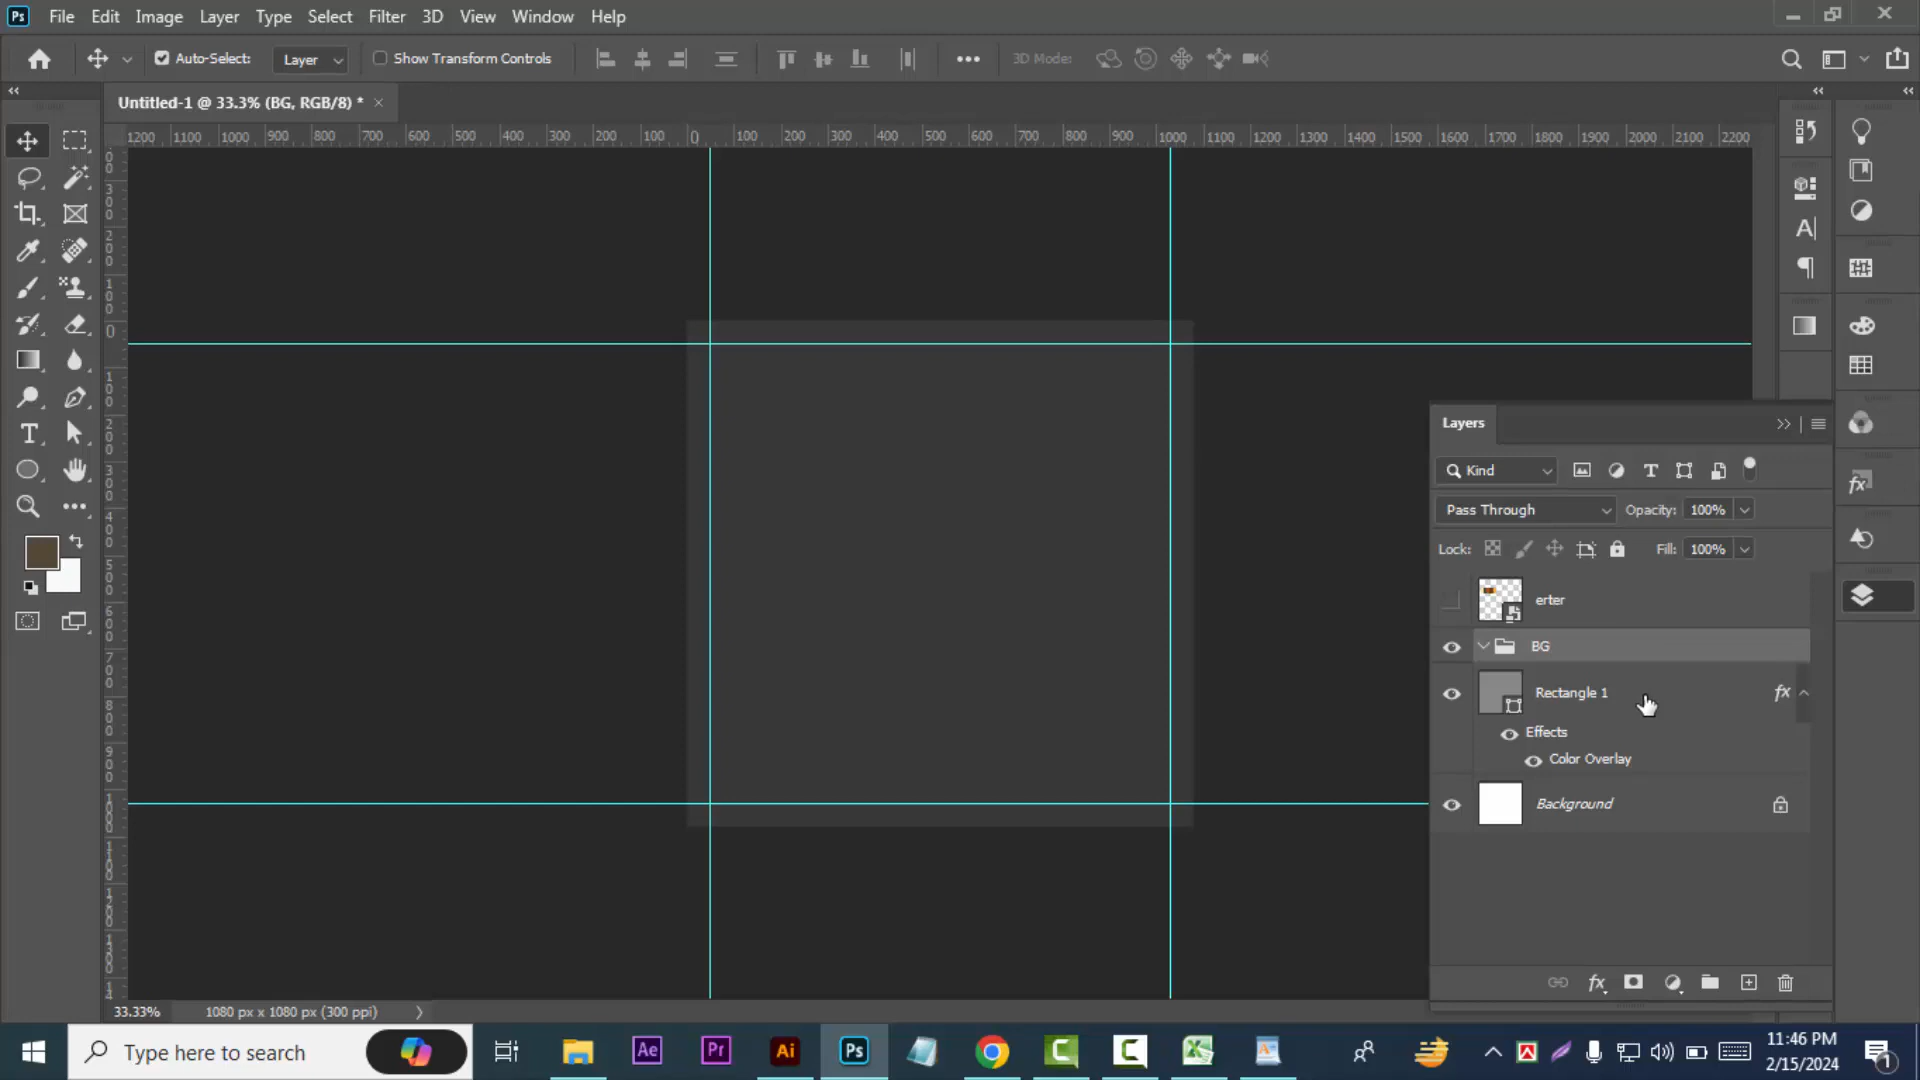 Ps File Edit Image Layer Type Select Filter 3D View Window Help
Auto-Select: Layer Show Transform Controls 3D Mode:
Untitled-1 @ 33.3% (BG, RGB/8) *
1200 1100 1000 900 800 700 600 500 400 300 200 100 0 100 200 300 400 500 600 700 800 900 1000 1100 1200 1300 1400 1500 1600 1700 1800 1900 2000 2100 2200
Layers
Kind
Pass Through Opacity: 100%
Lock: Fill: 100%
erter
BG
Rectangle 1 fx
Effects
Color Overlay
Background
33.33% 1080 px x 1080 px (300 ppi)
Type here to search
Ae Pr Ai Ps
11:46 PM
2/15/2024
1